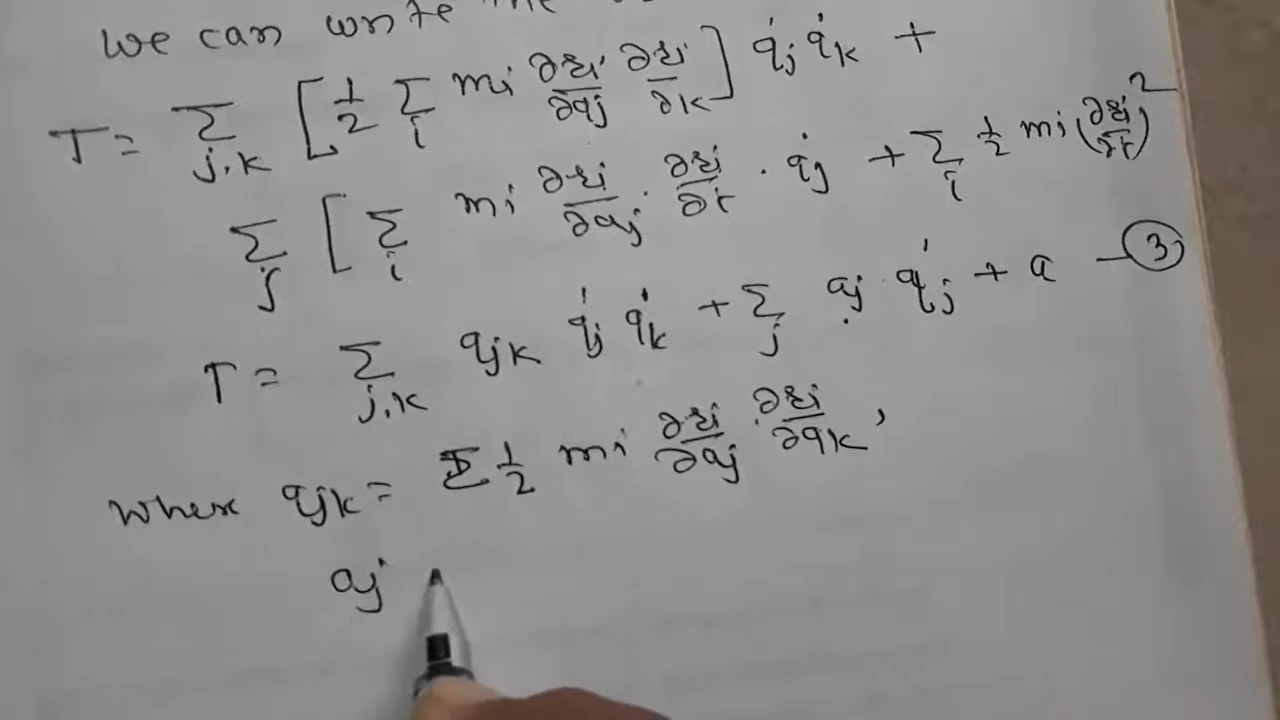 we can write the
T = Σ_{j,k} [ 1/2 Σ_i mi ∂ri/∂qj ∂ri/∂k ] q̇j q̇k +
Σ_j [ Σ_i mi ∂ri/∂qj · ∂ri/∂t · q̇j + Σ_i 1/2 mi (∂ri/∂t)²
T = Σ_{j,k} ajk q̇j q̇k + Σ_j aj q̇j + a — ③
where ajk = Σ 1/2 mi ∂ri/∂qj · ∂ri/∂qk ,
aj